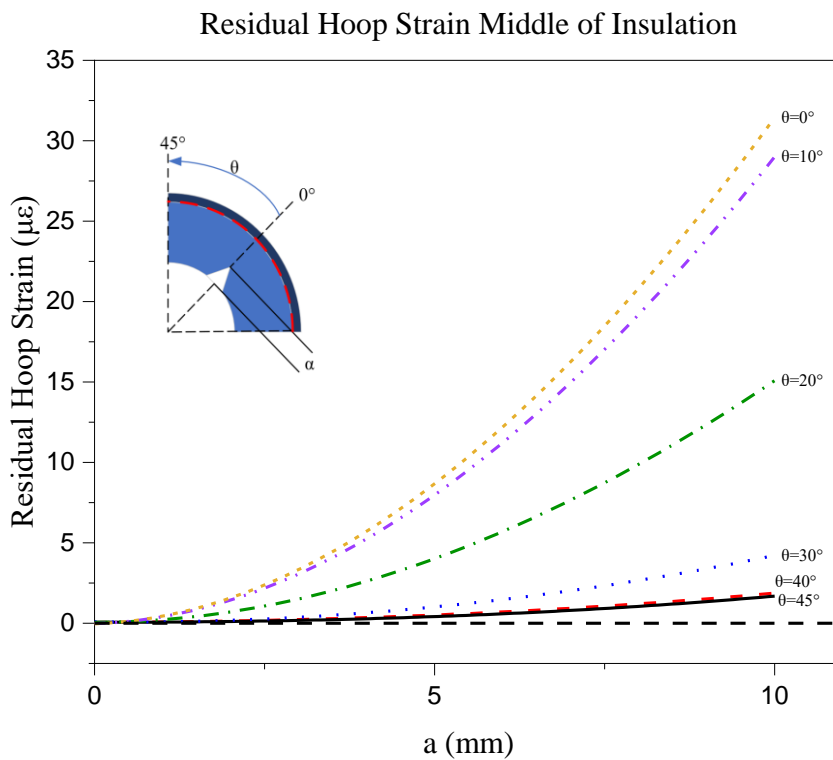 Residual Hoop Strain Middle of Insulation
Residual Hoop Strain (με)
35
30
25
20
15
10
5
0
45°
θ
0°
α
θ=0°
θ=10°
θ=20°
θ=30°
θ=40°
θ=45°
0
5
10
a (mm)